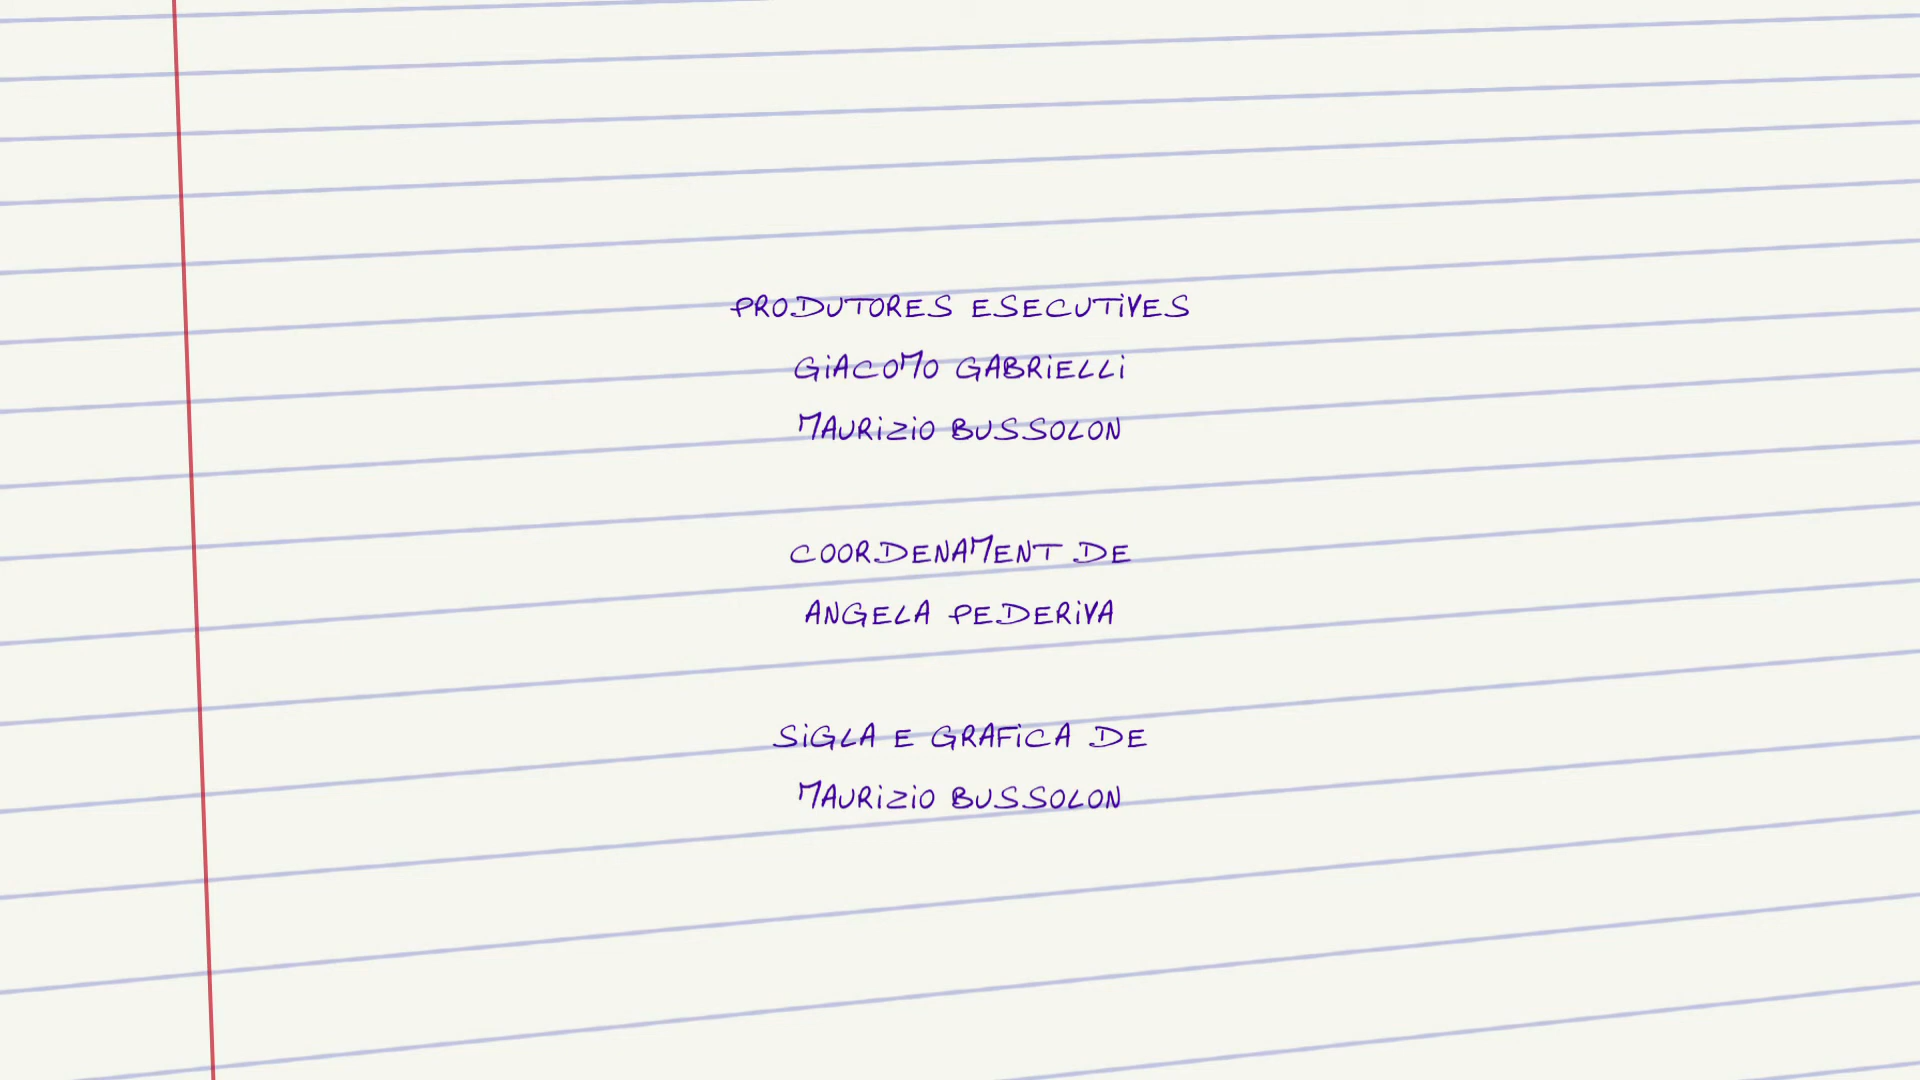 PRODUTORES ESECUTIVES
GIACOMO GABRIELLI
MAURIZIO BUSSOLON
COORDENAMENT DE
ANGELA PEDERIVA
SIGLA E GRAFICA DE
MAURIZIO BUSSOLON